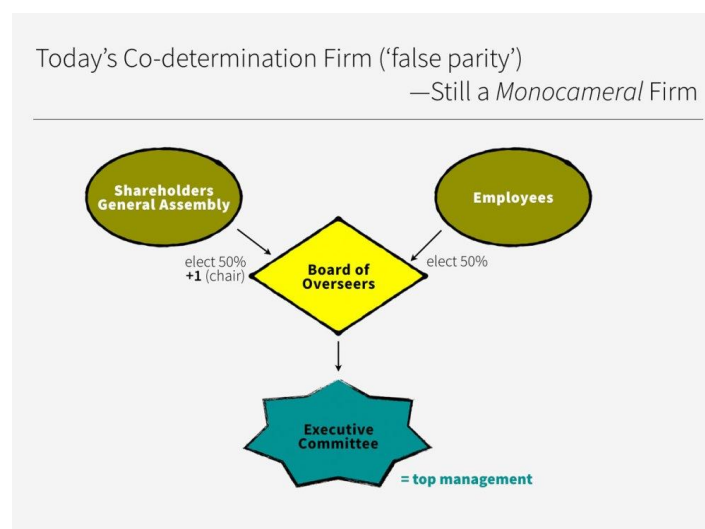 Today’s Co-determination Firm (‘false parity’)
—Still a Monocameral Firm
Shareholders
General Assembly
Employees
elect 50%
+1 (chair)
Board of
Overseers
elect 50%
Executive
Committee
= top management